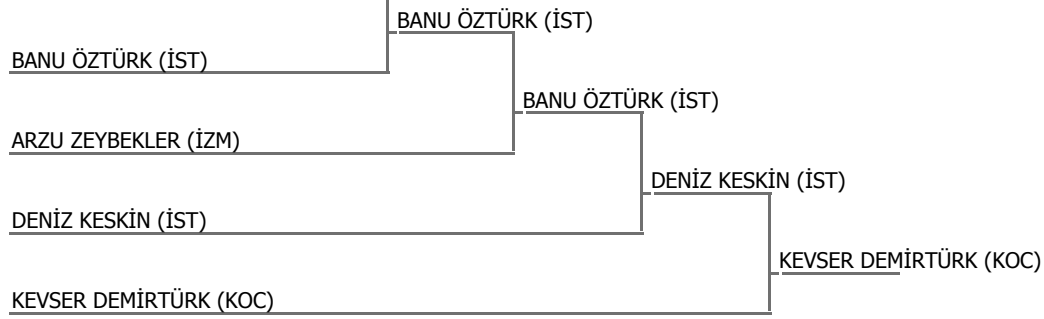 BANU ÖZTÜRK (İST)
BANU ÖZTÜRK (İST)
BANU ÖZTÜRK (İST)
ARZU ZEYBEKLER (İZM)
DENİZ KESKİN (İST)
DENİZ KESKİN (İST)
KEVSER DEMİRTÜRK (KOC)
KEVSER DEMİRTÜRK (KOC)